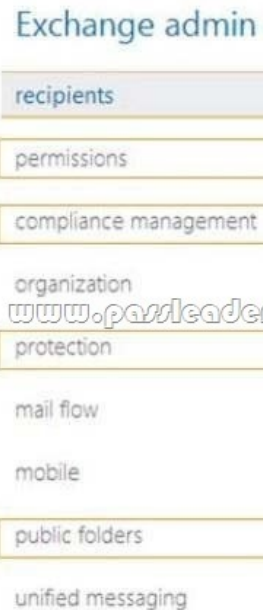 Exchange admin
recipients
permissions
compliance management
organization
www.passleader
protection
mail flow
mobile
public folders
unified messaging